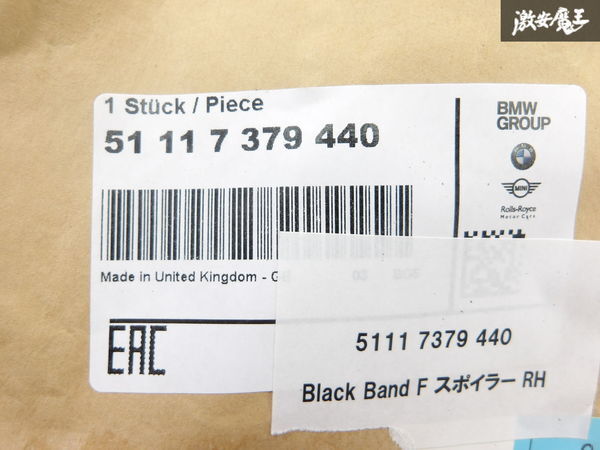 激安魔王
1 Stück / Piece
51 11 7 379 440
BMW
GROUP
MINI
Rolls-Royce
Motor Cars
Made in United Kingdom - G
EAC
5111 7379 440
Black Band F スポイラー RH